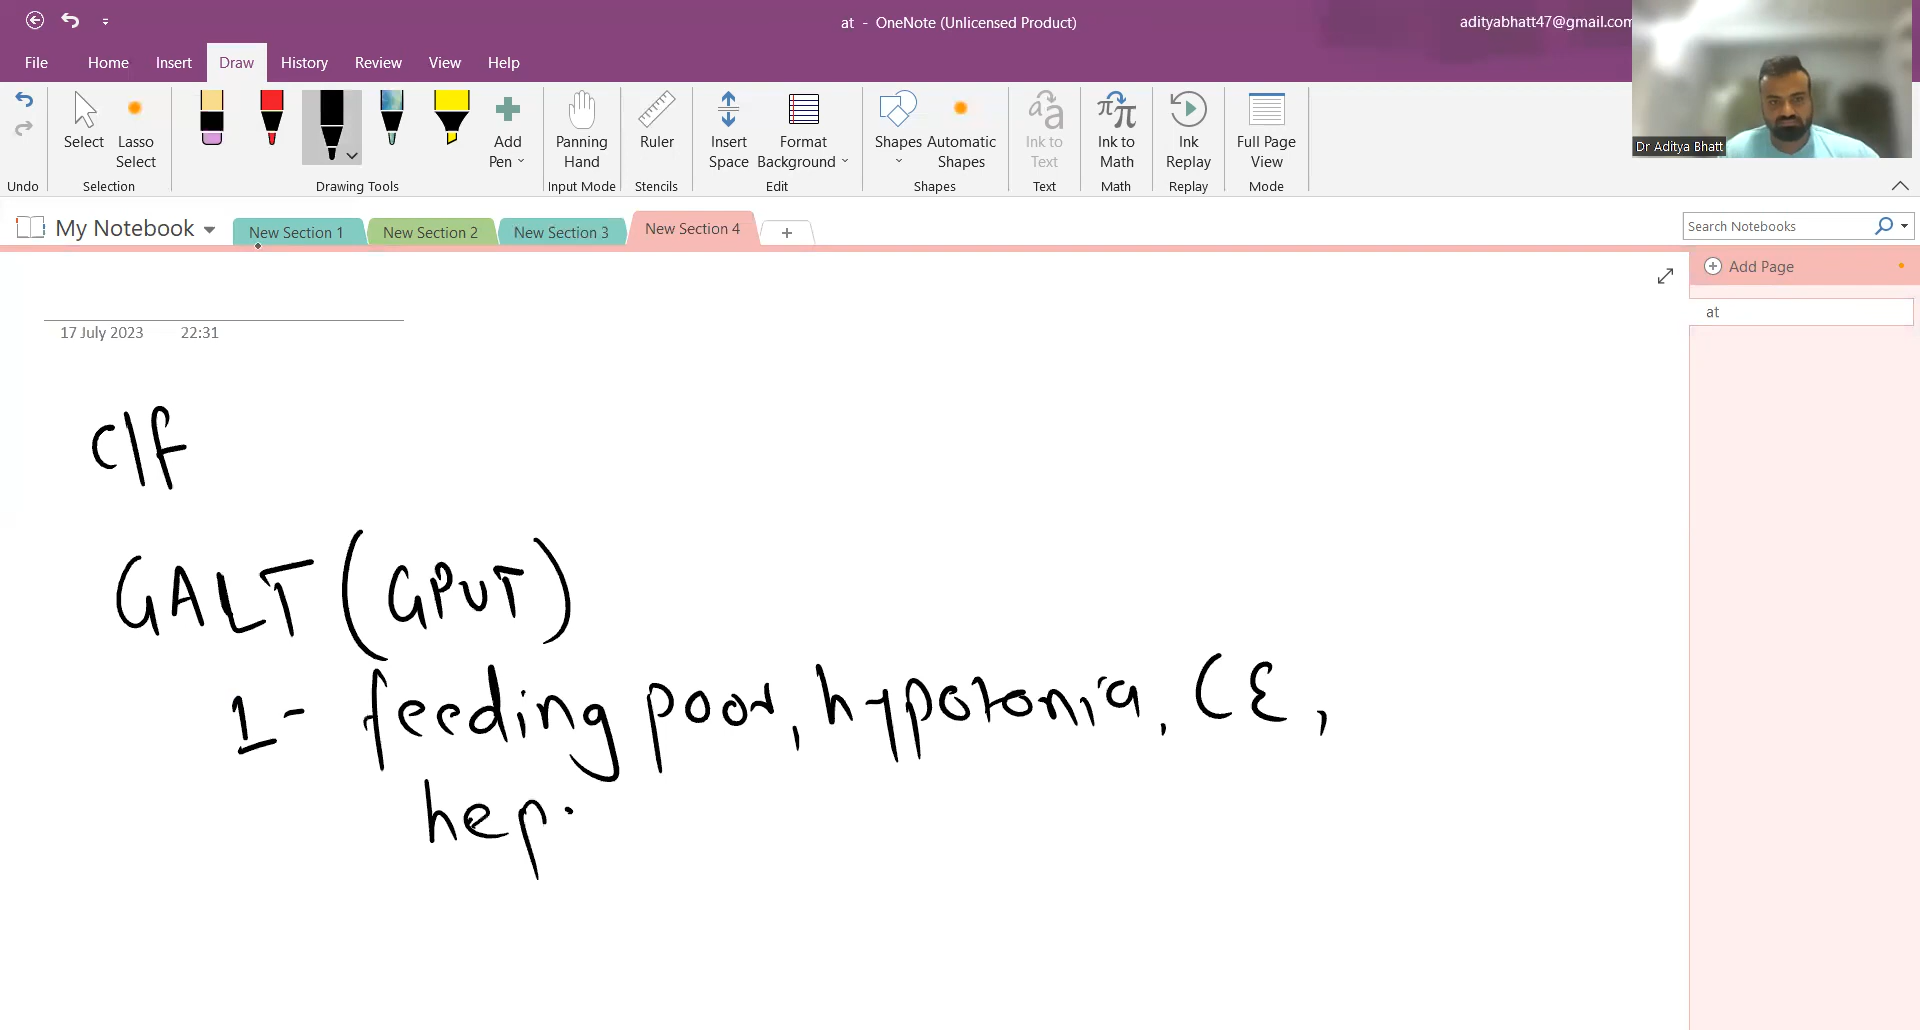 at - OneNote (Unlicensed Product)
adityabhatt47@gmail.com
File Home Insert Draw History Review View Help
Select
Lasso Select
Add Pen
Panning Hand
Ruler
Insert Space
Format Background
Shapes
Automatic Shapes
Ink to Text
Ink to Math
Ink Replay
Full Page View
Dr Aditya Bhatt
Undo Selection Drawing Tools Input Mode Stencils Edit Shapes Text Math Replay Mode
My Notebook New Section 1 New Section 2 New Section 3 New Section 4
Search Notebooks
Add Page
at
17 July 2023 22:31
C/f
GALT (GPUT)
1- feeding poor, hypotonia, CE,
hep.